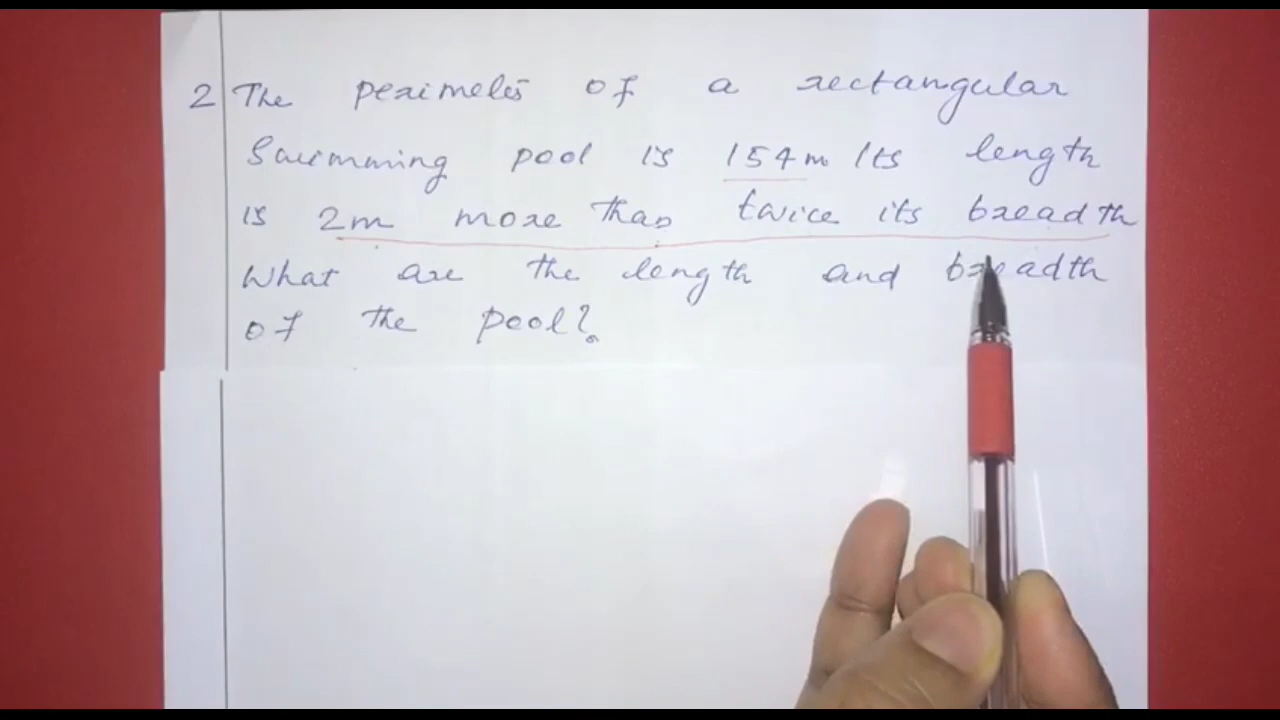 2 The perimeter of a rectangular
Swimming pool is 154m Its length
is 2m more than twice its breadth
What are the length and breadth
of the pool?